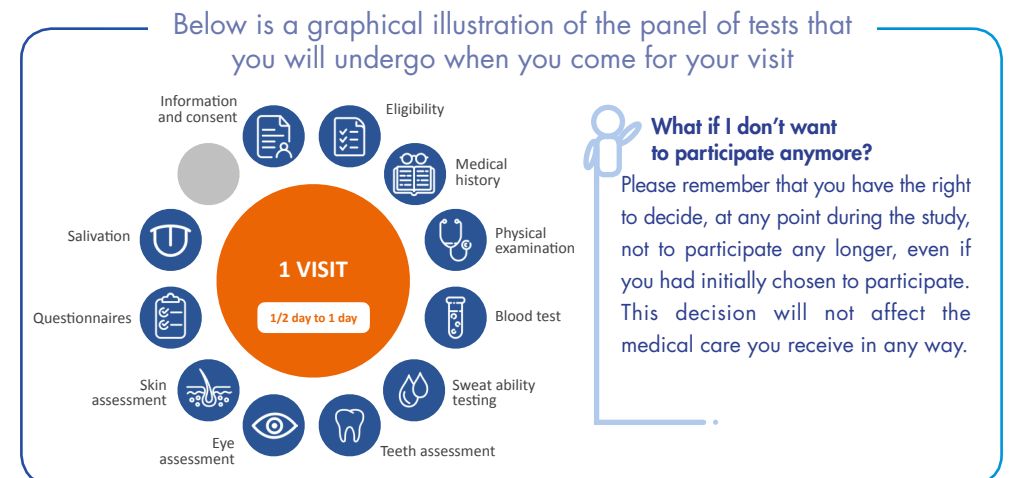 Below is a graphical illustration of the panel of tests that
you will undergo when you come for your visit
Information
and consent
Eligibility
Medical
history
Physical
examination
Blood test
Sweat ability
testing
Teeth assessment
Eye
assessment
Skin
assessment
Questionnaires
Salivation
1 VISIT
1/2 day to 1 day
What if I don’t want
to participate anymore?
Please remember that you have the right
to decide, at any point during the study,
not to participate any longer, even if
you had initially chosen to participate.
This decision will not affect the
medical care you receive in any way.